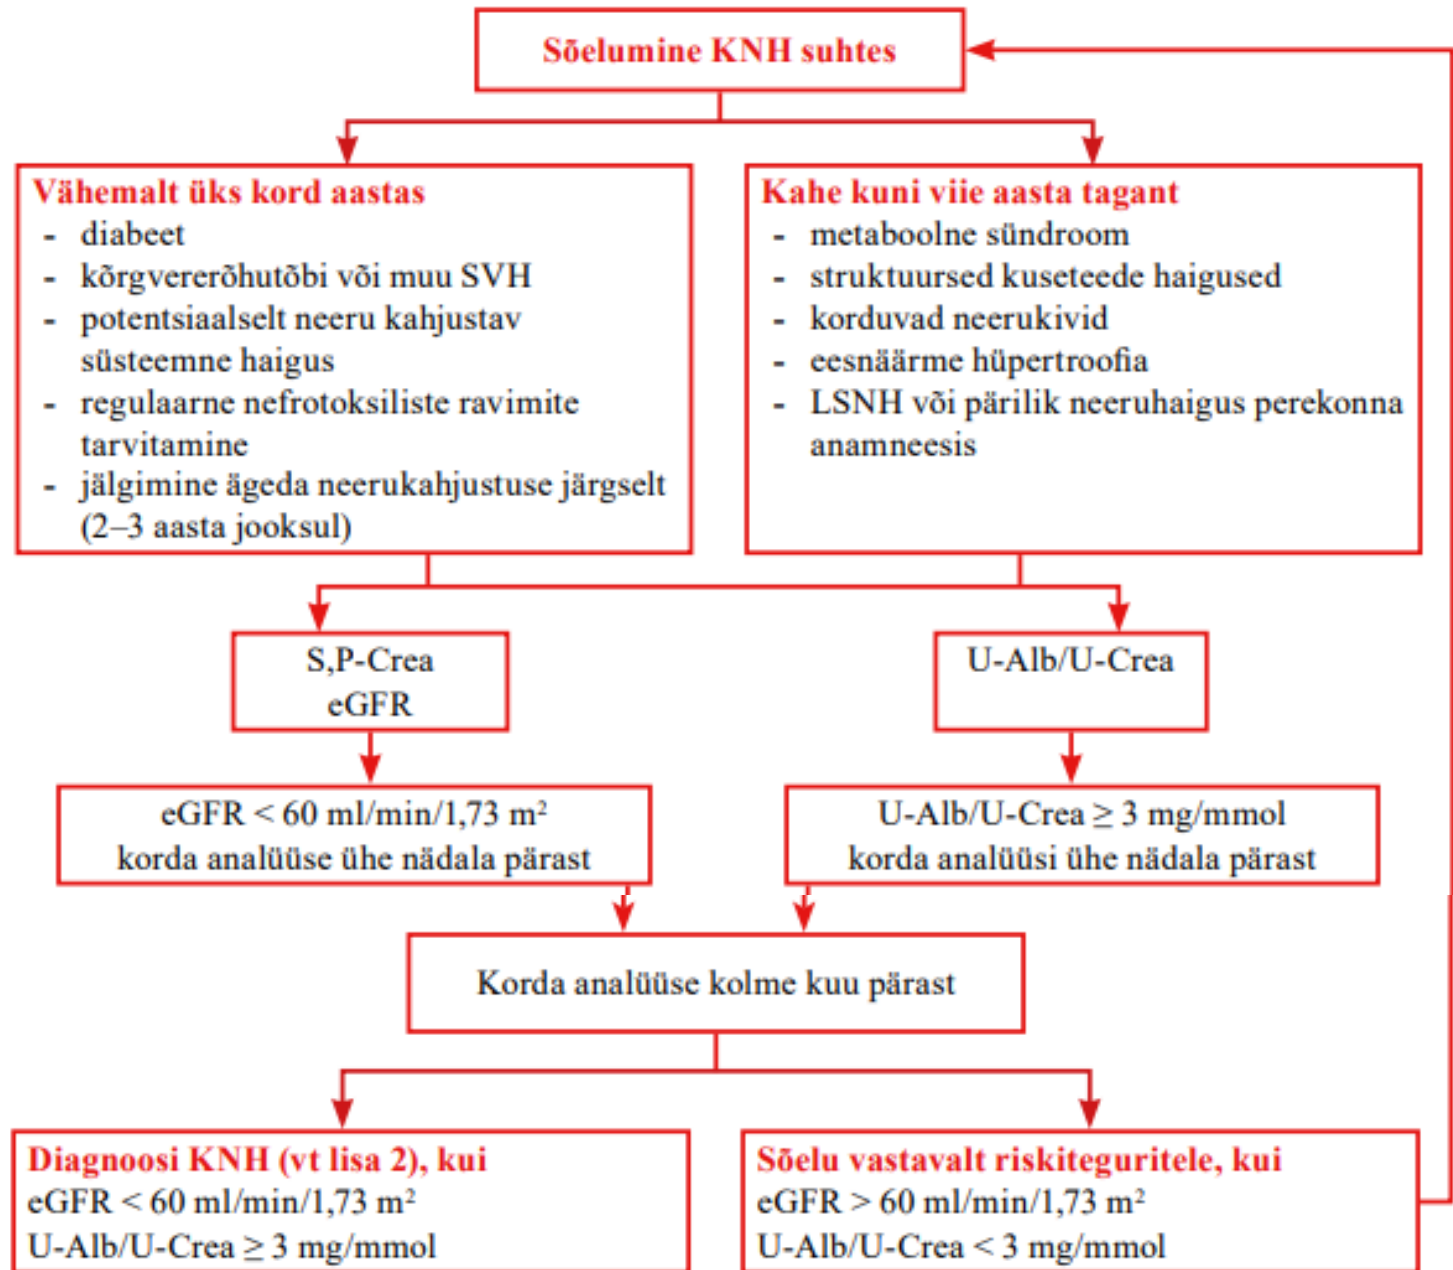 Sõelumine KNH suhtes
Vähemalt üks kord aastas
- diabeet
- kõrgvererõhutõbi või muu SVH
- potentsiaalselt neeru kahjustav
süsteemne haigus
- regulaarne nefrotoksiliste ravimite
tarvitamine
- jälgimine ägeda neerukahjustuse järgselt
(2–3 aasta jooksul)
Kahe kuni viie aasta tagant
- metaboolne sündroom
- struktuursed kuseteede haigused
- korduvad neerukivid
- eesnäärme hüpertroofia
- LSNH või pärilik neeruhaigus perekonna
anamneesis
S,P-Crea
eGFR
U-Alb/U-Crea
eGFR < 60 ml/min/1,73 m²
korda analüüse ühe nädala pärast
U-Alb/U-Crea ≥ 3 mg/mmol
korda analüüsi ühe nädala pärast
Korda analüüse kolme kuu pärast
Diagnoosi KNH (vt lisa 2), kui
eGFR < 60 ml/min/1,73 m²
U-Alb/U-Crea ≥ 3 mg/mmol
Sõelu vastavalt riskiteguritele, kui
eGFR > 60 ml/min/1,73 m²
U-Alb/U-Crea < 3 mg/mmol